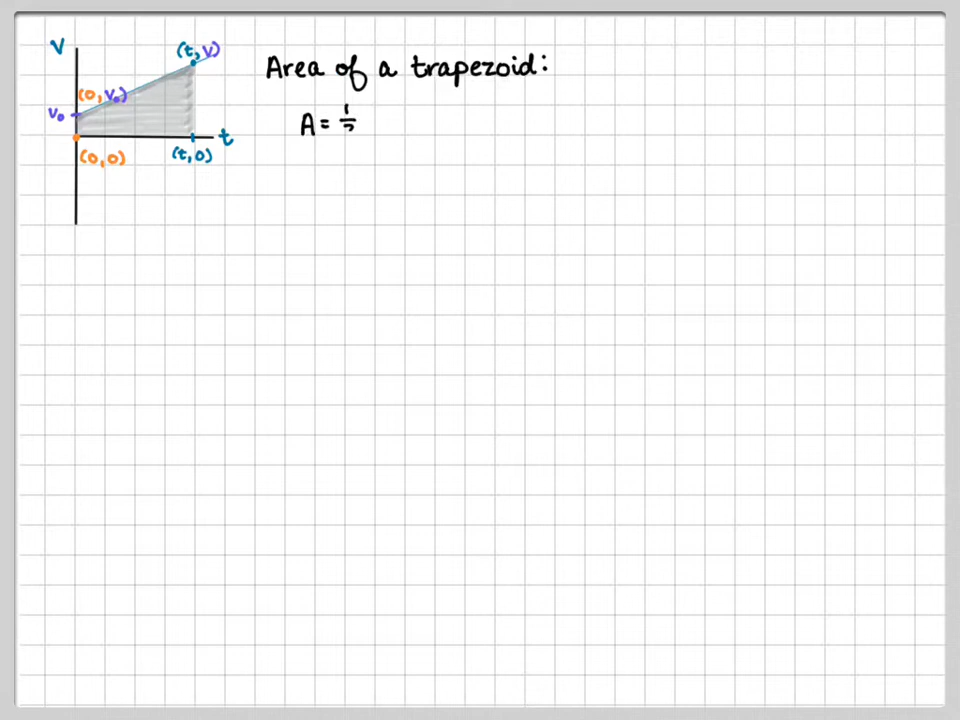 V
(t, v)
Area of a trapezoid:
(0, v₀)
v₀
A = 1/2
t
(0, 0)
(t, 0)